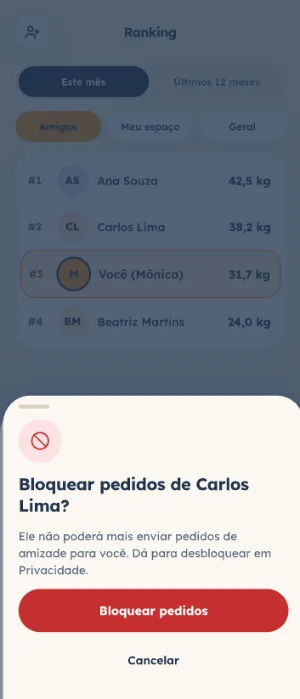 Ranking
Este mês
Últimos 12 meses
Amigos
Meu espaço
Geral
#1 AS Ana Souza 42,5 kg
#2 CL Carlos Lima 38,2 kg
#3 M Você (Mônica) 31,7 kg
#4 BM Beatriz Martins 24,0 kg
Bloquear pedidos de Carlos
Lima?
Ele não poderá mais enviar pedidos de
amizade para você. Dá para desbloquear em
Privacidade.
Bloquear pedidos
Cancelar